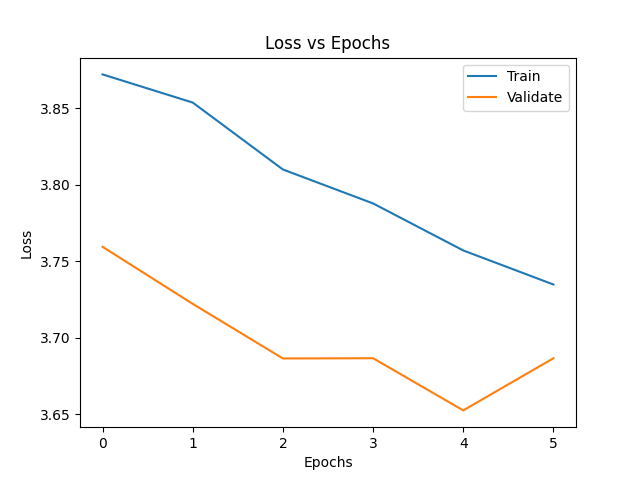 Loss vs Epochs
Train
Validate
3.85
3.80
3.75
3.70
3.65
Loss
0 1 2 3 4 5
Epochs